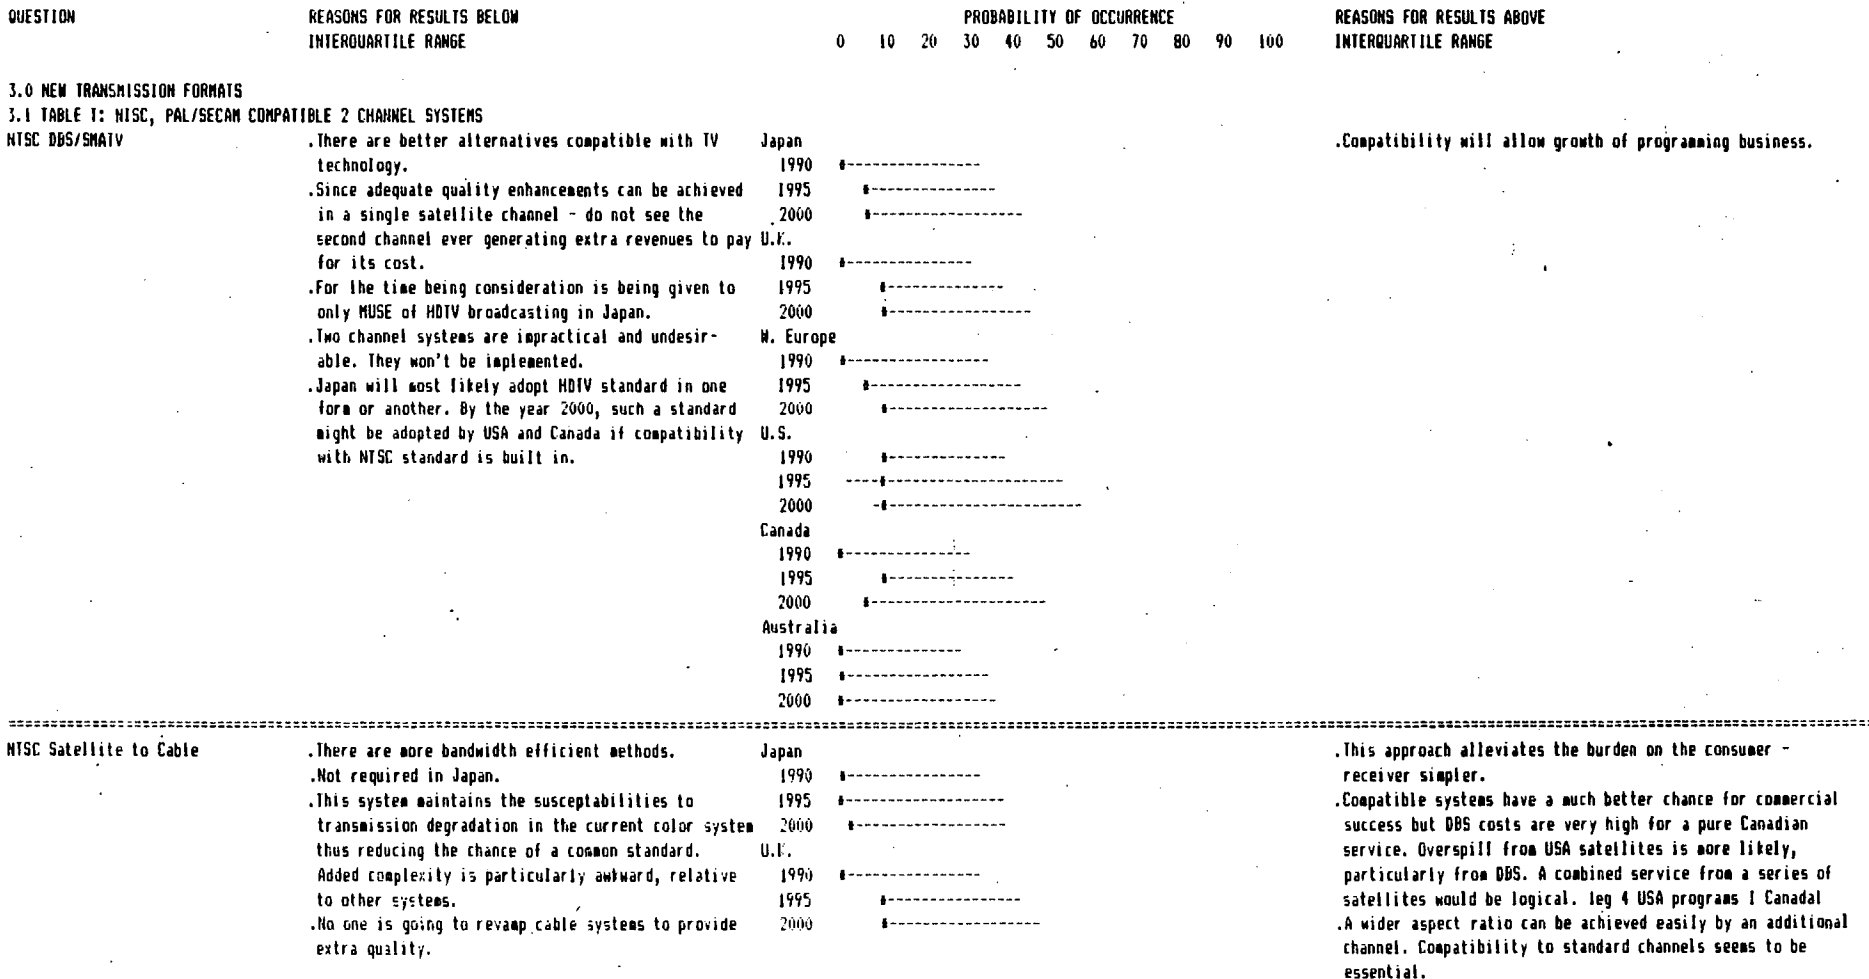 QUESTION REASONS FOR RESULTS BELOW PROBABILITY OF OCCURRENCE REASONS FOR RESULTS ABOVE
INTERQUARTILE RANGE 0 10 20 30 40 50 60 70 80 90 100 INTERQUARTILE RANGE
3.0 NEW TRANSMISSION FORMATS
3.1 TABLE I: NTSC, PAL/SECAM COMPATIBLE 2 CHANNEL SYSTEMS
NTSC DBS/SMATV .There are better alternatives compatible with TV Japan .Compatibility will allow growth of programming business.
technology. 1990
.Since adequate quality enhancements can be achieved 1995
in a single satellite channel - do not see the 2000
second channel ever generating extra revenues to pay U.K.
for its cost. 1990
.For the time being consideration is being given to 1995
only MUSE of HDTV broadcasting in Japan. 2000
.Two channel systems are impractical and undesir- W. Europe
able. They won't be implemented. 1990
.Japan will most likely adopt HDTV standard in one 1995
form or another. By the year 2000, such a standard 2000
might be adopted by USA and Canada if compatibility U.S.
with NTSC standard is built in. 1990
1995
2000
Canada
1990
1995
2000
Australia
1990
1995
2000
NTSC Satellite to Cable .There are more bandwidth efficient methods. Japan .This approach alleviates the burden on the consumer -
.Not required in Japan. 1990 receiver simpler.
.This system maintains the susceptabilities to 1995 .Compatible systems have a much better chance for commercial
transmission degradation in the current color system 2000 success but DBS costs are very high for a pure Canadian
thus reducing the chance of a common standard. U.K. service. Overspill from USA satellites is more likely,
Added complexity is particularly awkward, relative 1990 particularly from DBS. A combined service from a series of
to other systems. 1995 satellites would be logical. leg 4 USA programs 1 Canadal
.No one is going to revamp cable systems to provide 2000 .A wider aspect ratio can be achieved easily by an additional
extra quality. channel. Compatibility to standard channels seems to be
essential.